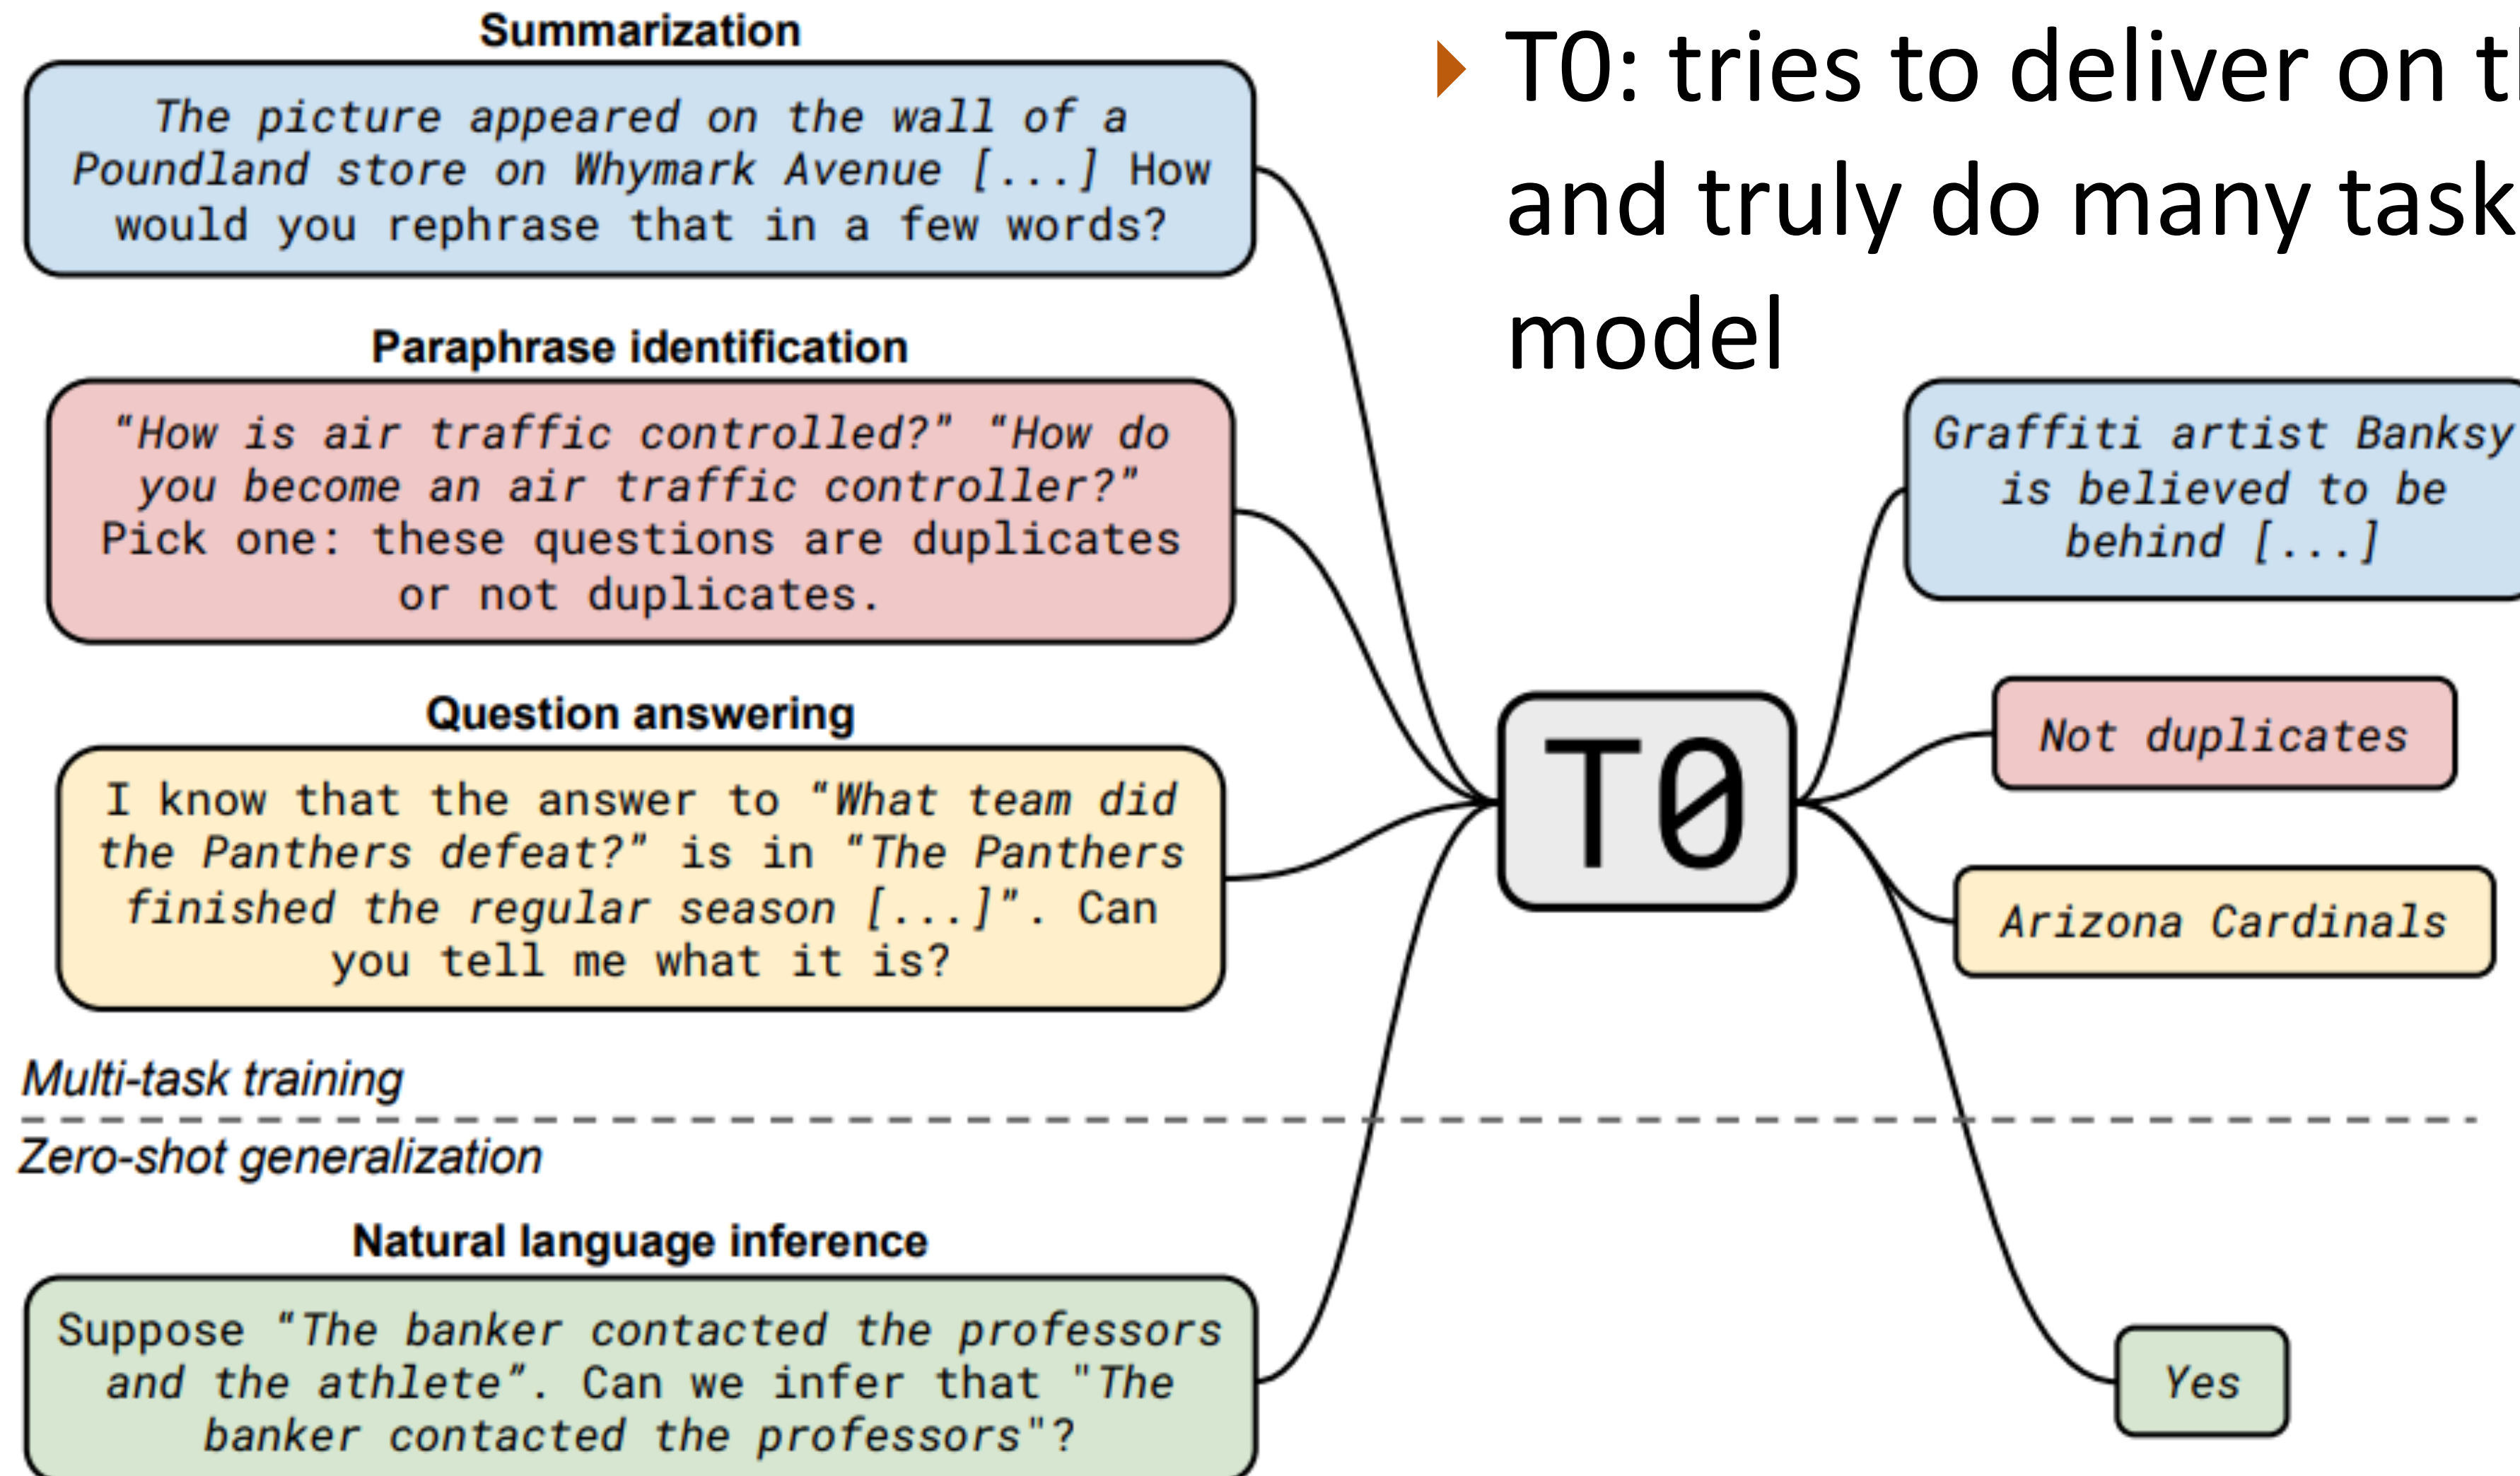 Summarization
The picture appeared on the wall of a
Poundland store on Whymark Avenue [...] How
would you rephrase that in a few words?
Paraphrase identification
“How is air traffic controlled?” “How do
you become an air traffic controller?”
Pick one: these questions are duplicates
or not duplicates.
Question answering
I know that the answer to “What team did
the Panthers defeat?” is in “The Panthers
finished the regular season [...]”. Can
you tell me what it is?
Multi-task training
Zero-shot generalization
Natural language inference
Suppose “The banker contacted the professors
and the athlete”. Can we infer that "The
banker contacted the professors"?
T0
T0: tries to deliver on
and truly do many task
model
Graffiti artist Banksy
is believed to be
behind [...]
Not duplicates
Arizona Cardinals
Yes